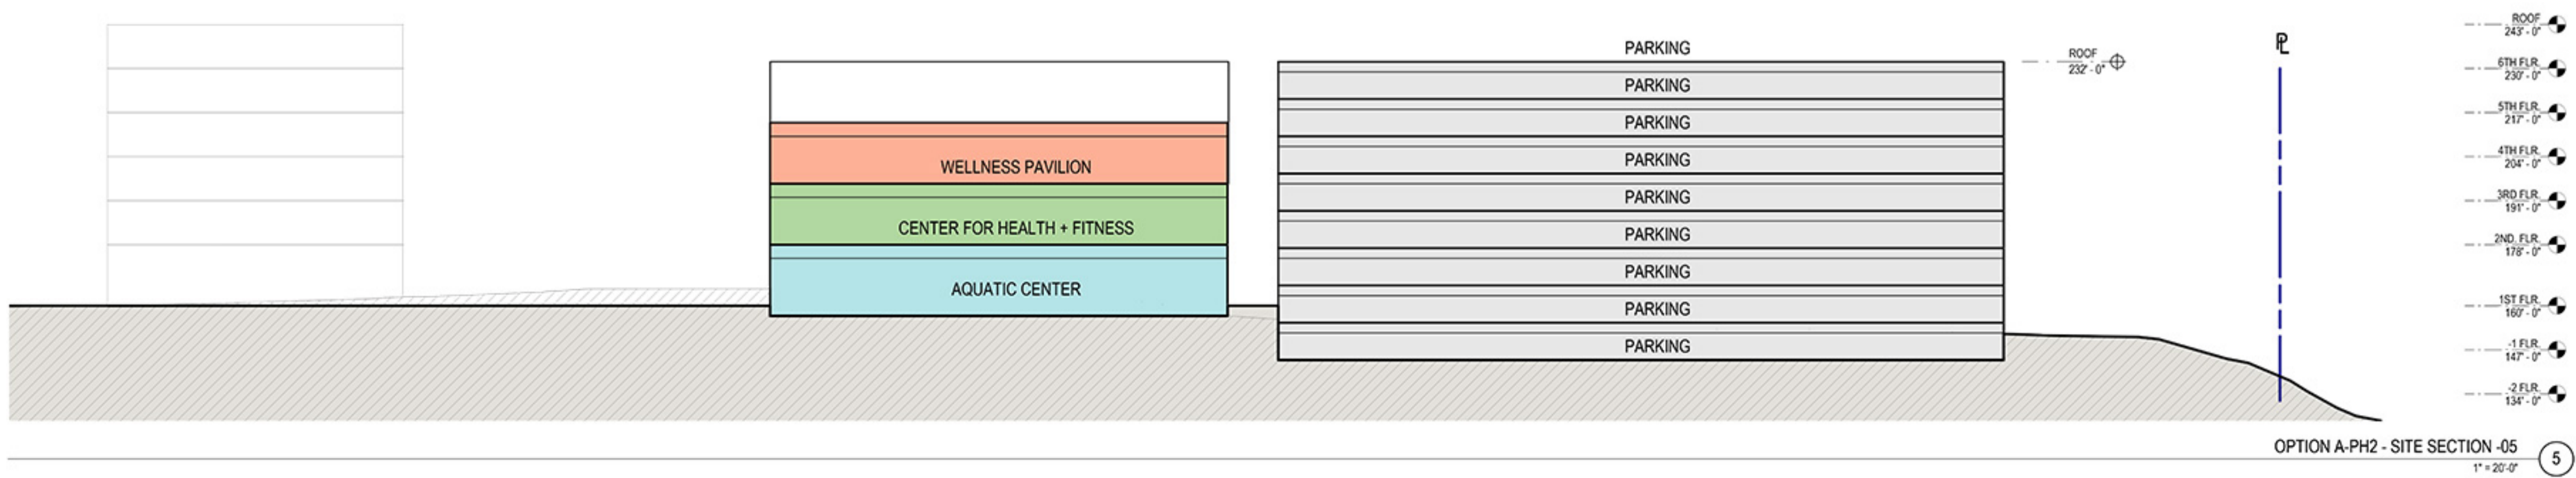 PARKING
PARKING
PARKING
PARKING
PARKING
PARKING
PARKING
PARKING
PARKING
WELLNESS PAVILION
CENTER FOR HEALTH + FITNESS
AQUATIC CENTER
ROOF
232' - 0"
PL
ROOF
243' - 0"
6TH FLR.
230' - 0"
5TH FLR.
217' - 0"
4TH FLR.
204' - 0"
3RD FLR.
191' - 0"
2ND. FLR.
178' - 0"
1ST FLR.
160' - 0"
-1 FLR.
147' - 0"
-2 FLR.
134' - 0"
OPTION A-PH2 - SITE SECTION -05
1" = 20'-0"
5